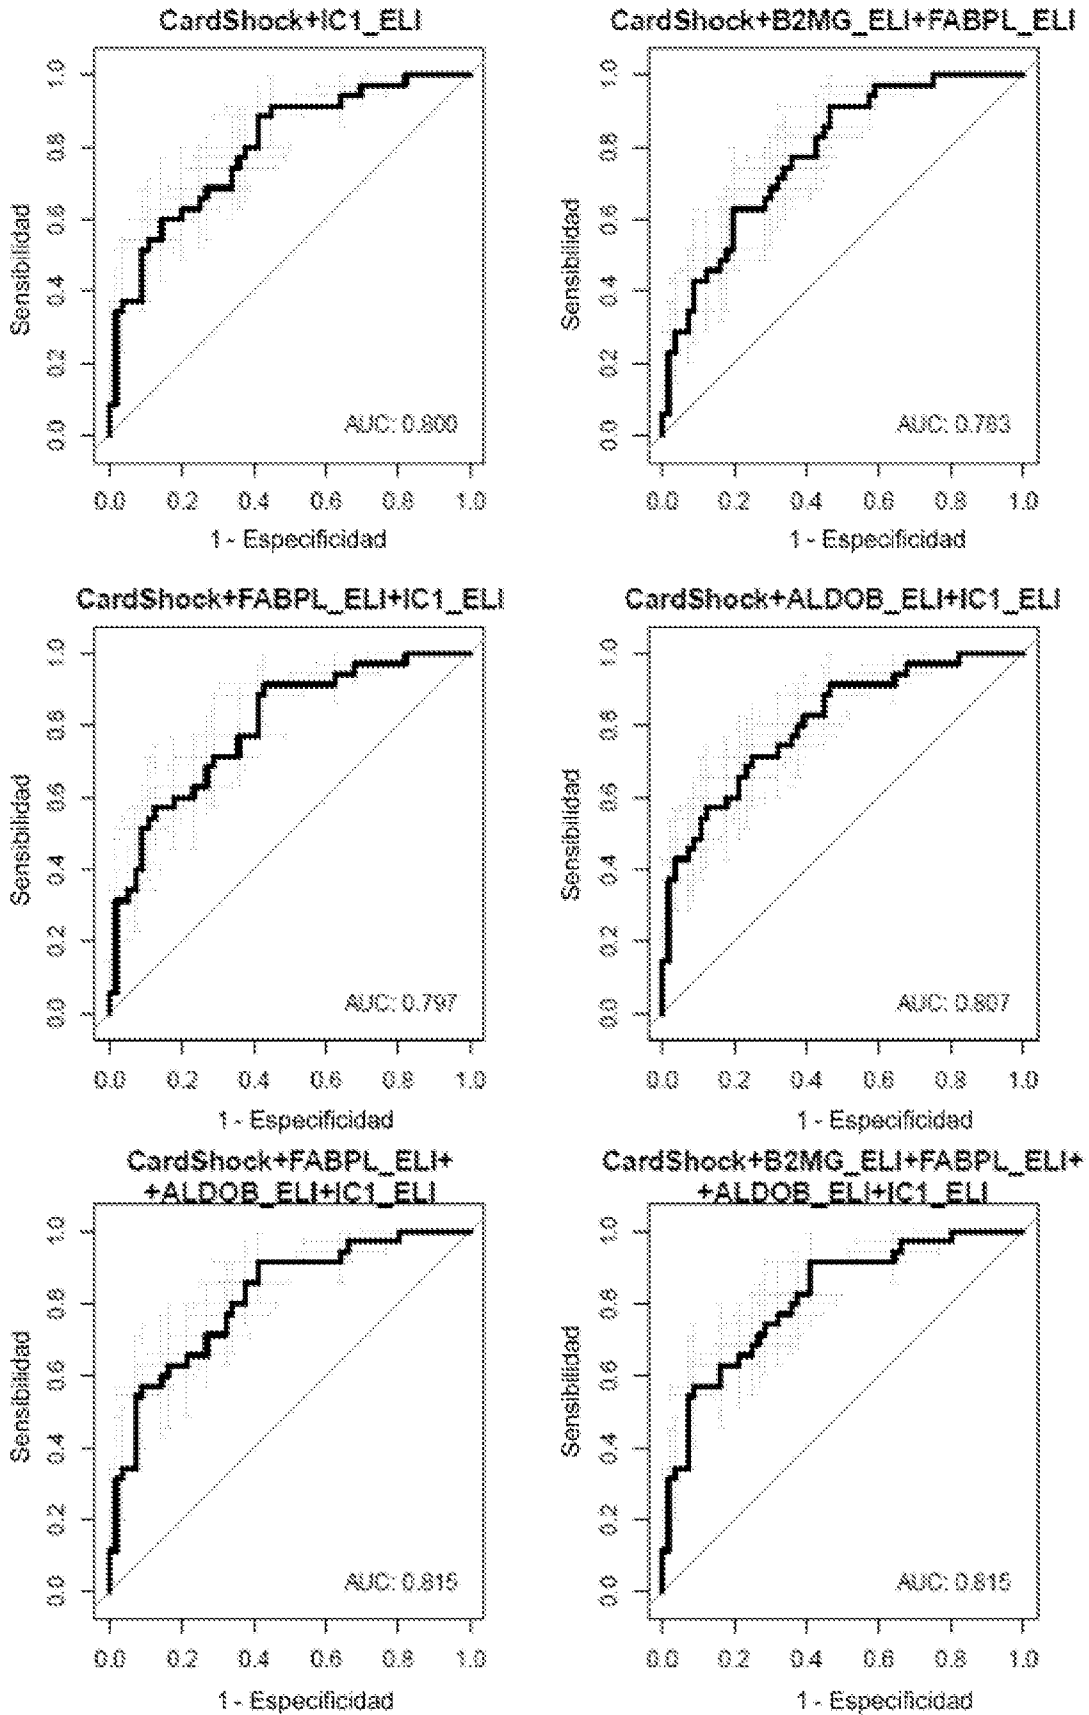 CardShock+IC1_ELI
Sensibilidad
1.0
0.8
0.6
0.4
0.2
0.0
AUC: 0.800
0.0 0.2 0.4 0.6 0.8 1.0
1 - Especificidad
CardShock+B2MG_ELI+FABPL_ELI
Sensibilidad
1.0
0.8
0.6
0.4
0.2
0.0
AUC: 0.783
0.0 0.2 0.4 0.6 0.8 1.0
1 - Especificidad
CardShock+FABPL_ELI+IC1_ELI
Sensibilidad
1.0
0.8
0.6
0.4
0.2
0.0
AUC: 0.797
0.0 0.2 0.4 0.6 0.8 1.0
1 - Especificidad
CardShock+ALDOB_ELI+IC1_ELI
Sensibilidad
1.0
0.8
0.6
0.4
0.2
0.0
AUC: 0.807
0.0 0.2 0.4 0.6 0.8 1.0
1 - Especificidad
CardShock+FABPL_ELI+
+ALDOB_ELI+IC1_ELI
Sensibilidad
1.0
0.8
0.6
0.4
0.2
0.0
AUC: 0.815
0.0 0.2 0.4 0.6 0.8 1.0
1 - Especificidad
CardShock+B2MG_ELI+FABPL_ELI+
+ALDOB_ELI+IC1_ELI
Sensibilidad
1.0
0.8
0.6
0.4
0.2
0.0
AUC: 0.815
0.0 0.2 0.4 0.6 0.8 1.0
1 - Especificidad